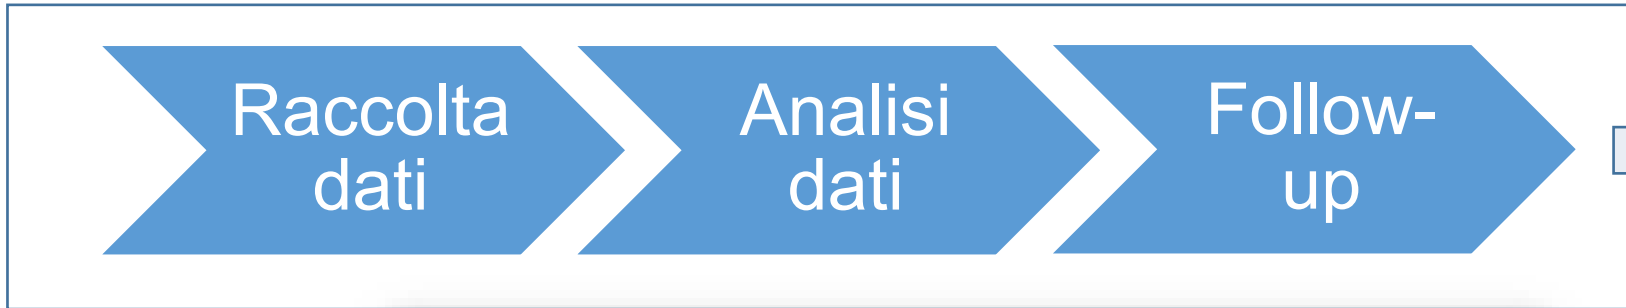 Raccolta
dati
Analisi
dati
Follow-
up